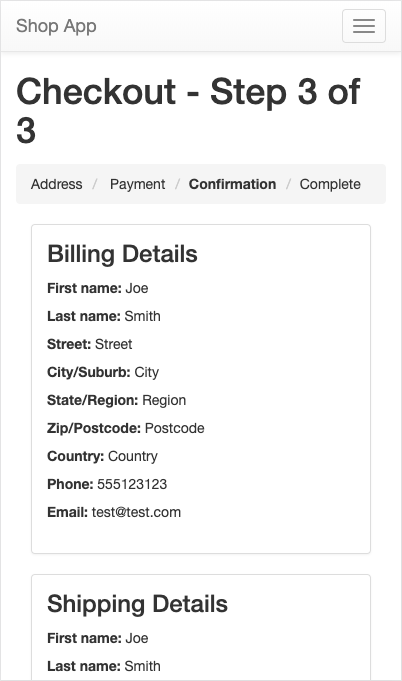 Shop App
Checkout - Step 3 of
3
Address / Payment / Confirmation / Complete
Billing Details
First name: Joe
Last name: Smith
Street: Street
City/Suburb: City
State/Region: Region
Zip/Postcode: Postcode
Country: Country
Phone: 555123123
Email: test@test.com
Shipping Details
First name: Joe
Last name: Smith